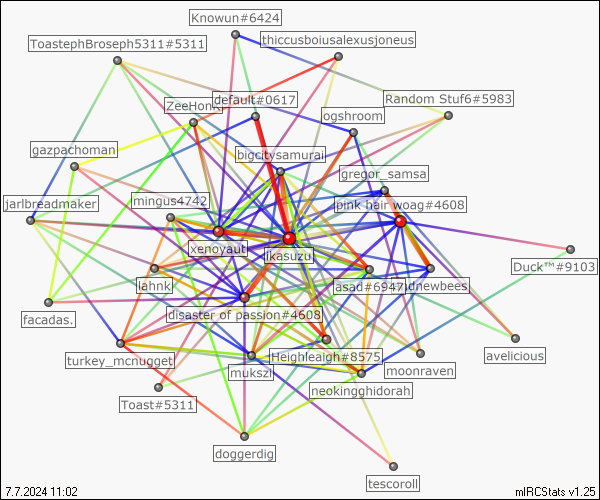 Knowun#6424
ToastephBroseph5311#5311
thiccusboiusalexusjoneus
default#0617
Random Stuf6#5983
ZeeHonk
ogshroom
gazpachoman
bigcitysamurai
gregor_samsa
jarlbreadmaker
mingus4742
pink hair woag#4608
xenoyaut
Ikasuzu
Duck™#9103
lahnk
asad#6947
dnewbees
facadas.
disaster of passion#4608
turkey_mcnugget
Heighleigh#8575
avelicious
mukszi
moonraven
Toast#5311
neokingghidorah
doggerdig
tescoroll
7.7.2024 11:02
mIRCStats v1.25